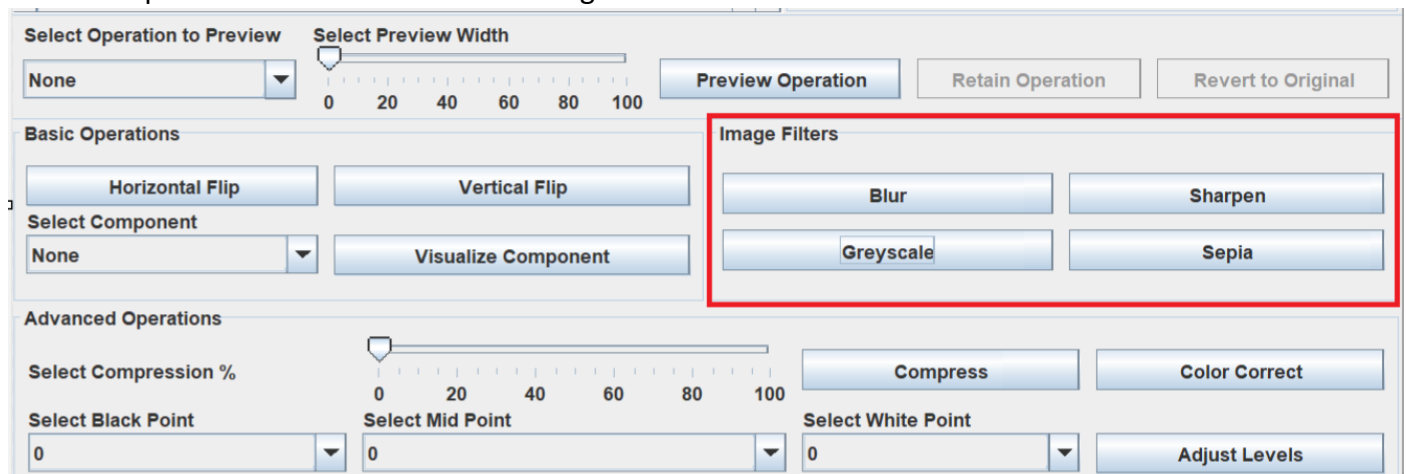 Select Operation to Preview Select Preview Width
None
0 20 40 60 80 100
Preview Operation Retain Operation Revert to Original
Basic Operations
Horizontal Flip Vertical Flip
Select Component
None Visualize Component
Image Filters
Blur Sharpen
Greyscale Sepia
Advanced Operations
Select Compression %
0 20 40 60 80 100
Compress Color Correct
Select Black Point Select Mid Point Select White Point
0 0 0 Adjust Levels